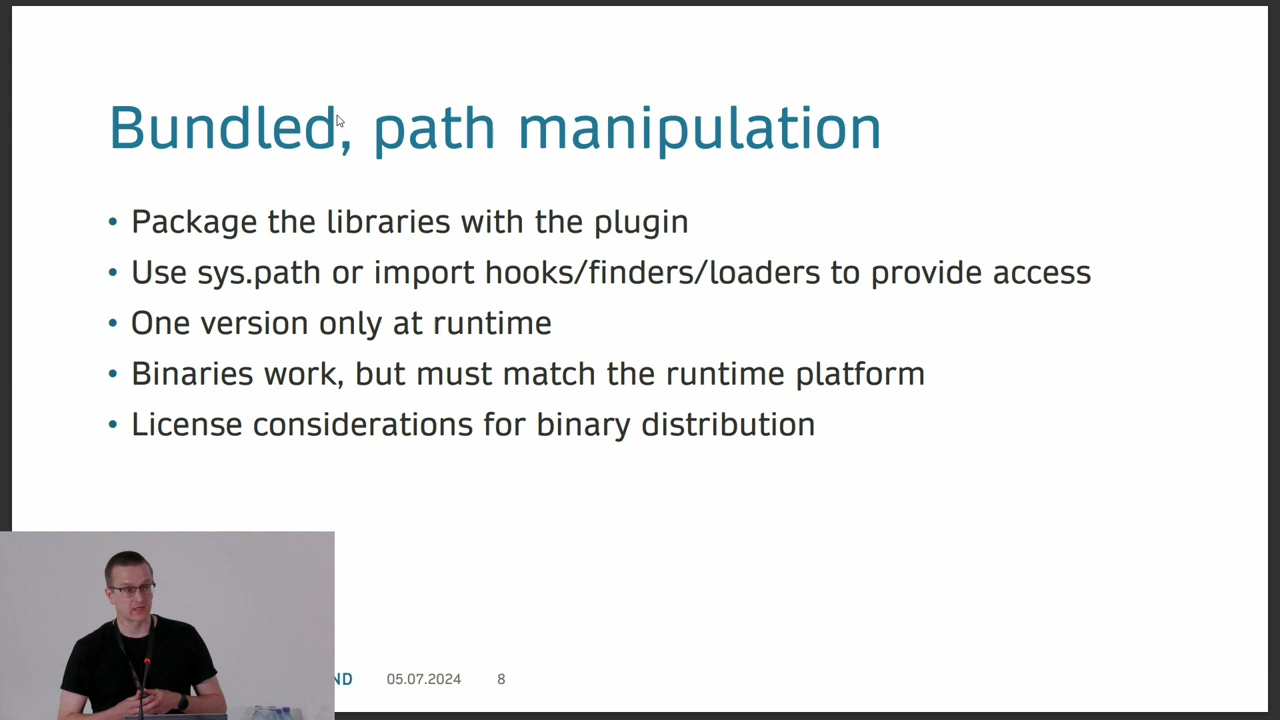 Bundled, path manipulation
• Package the libraries with the plugin
• Use sys.path or import hooks/finders/loaders to provide access
• One version only at runtime
• Binaries work, but must match the runtime platform
• License considerations for binary distribution
ND 05.07.2024 8